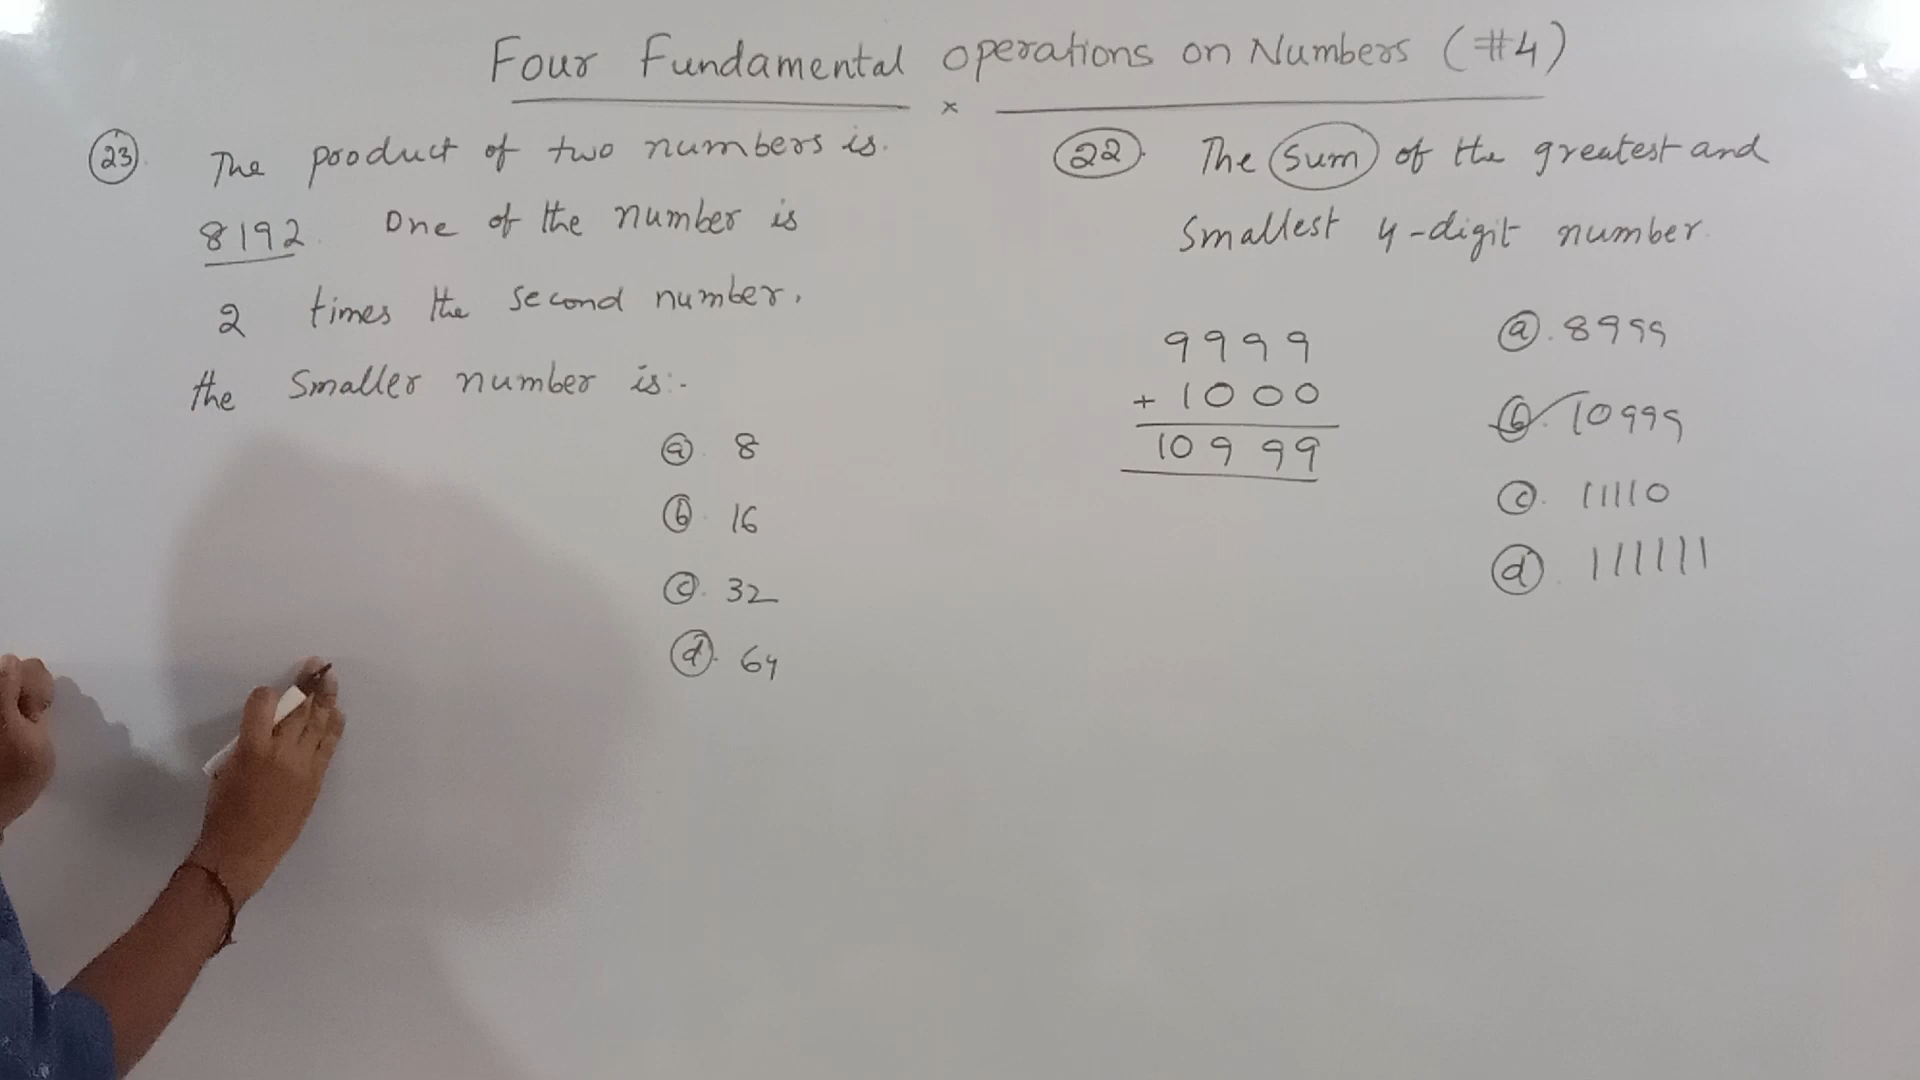 Four Fundamental operations on Numbers (#4)
×
23. The product of two numbers is.
8192. One of the number is
2 times the second number.
the Smaller number is:-
a. 8
b. 16
c. 32
d. 64
22. The sum of the greatest and
Smallest 4-digit number.
9999
+ 1000
10999
a. 8999
b. 10999
c. 11110
d. 111111